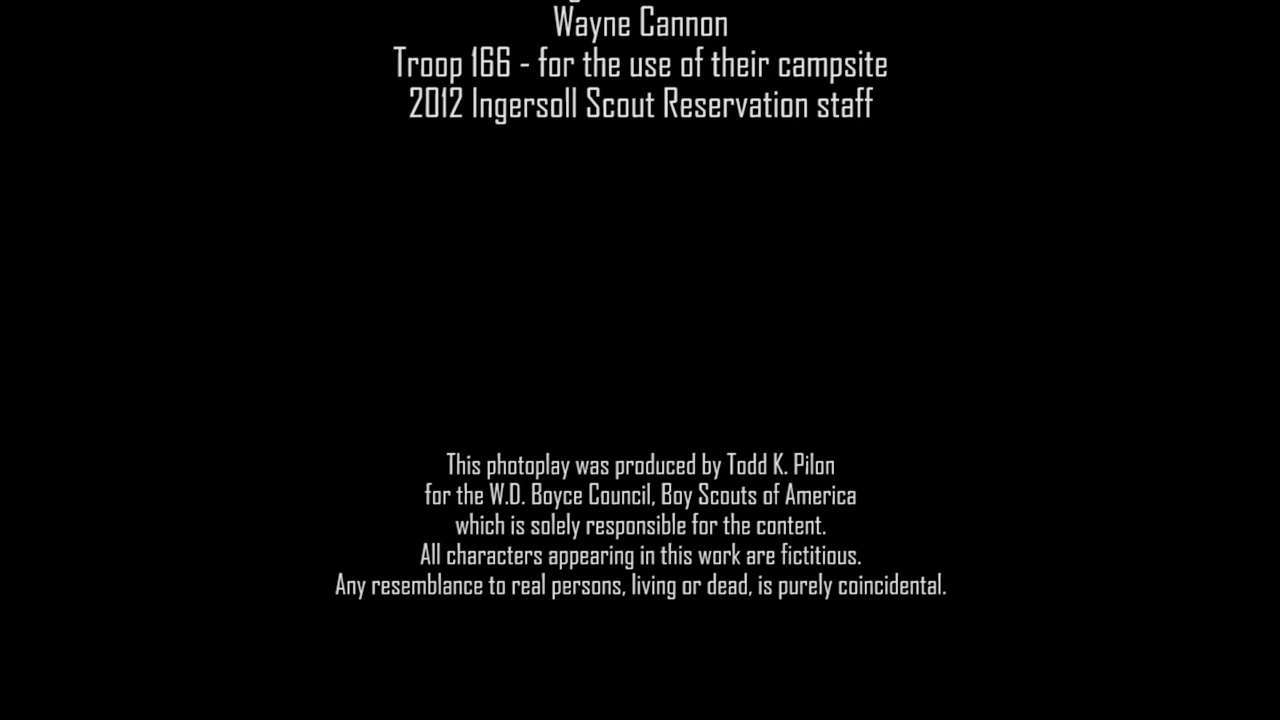 Wayne Cannon
Troop 166 - for the use of their campsite
2012 Ingersoll Scout Reservation staff
This photoplay was produced by Todd K. Pilon
for the W.D. Boyce Council, Boy Scouts of America
which is solely responsible for the content.
All characters appearing in this work are fictitious.
Any resemblance to real persons, living or dead, is purely coincidental.